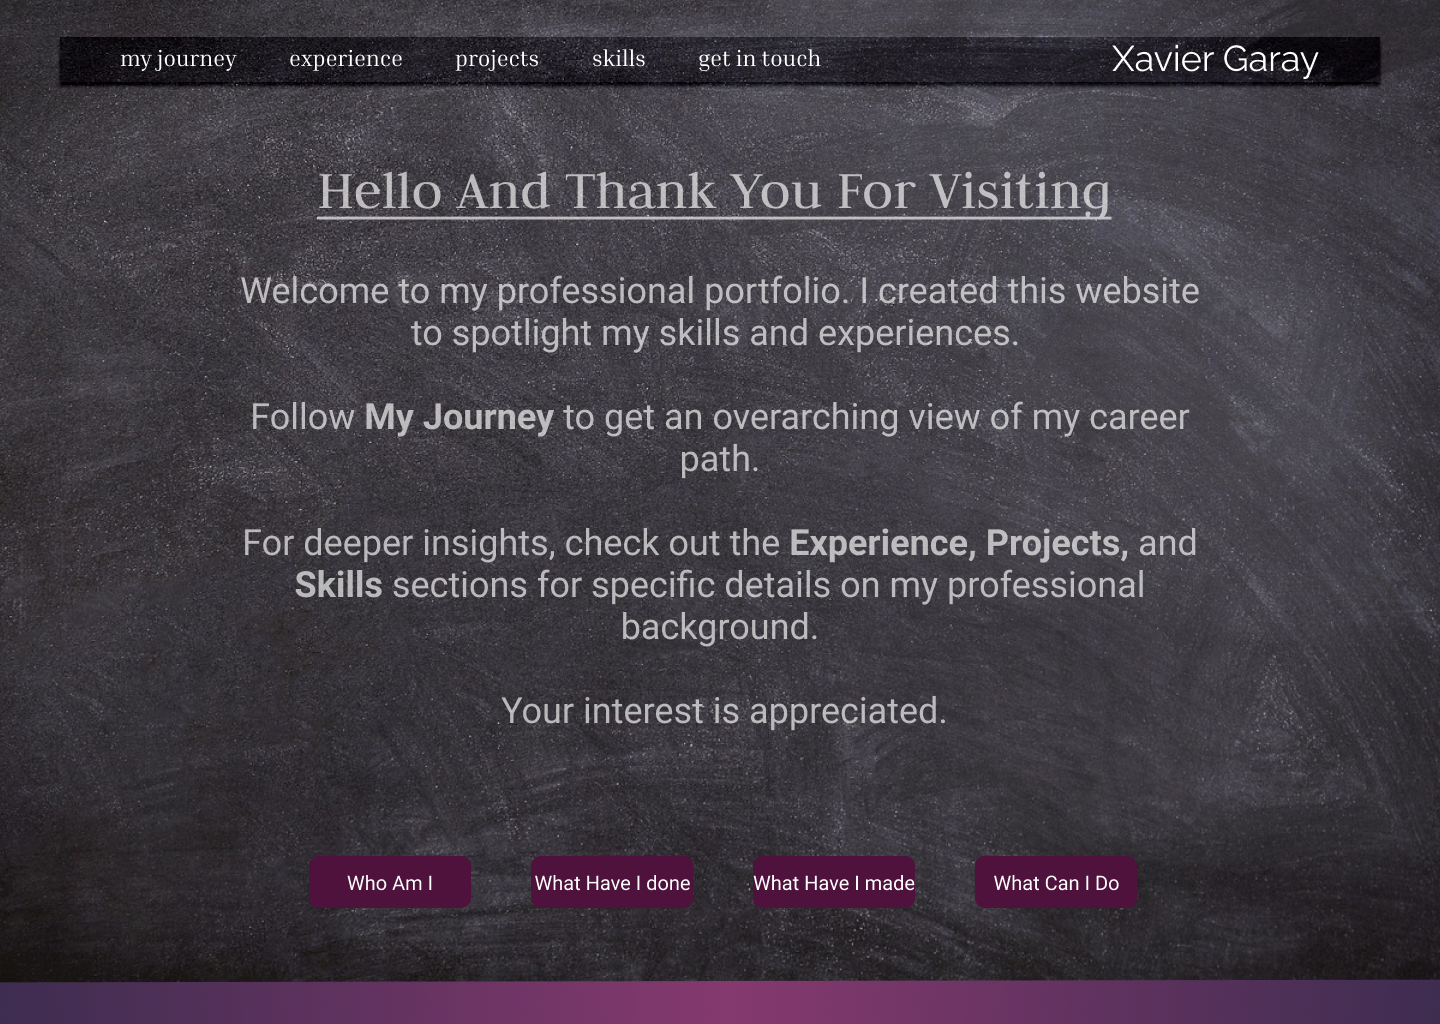 my journey experience projects skills get in touch Xavier Garay
Hello And Thank You For Visiting
Welcome to my professional portfolio. I created this website
to spotlight my skills and experiences.
Follow My Journey to get an overarching view of my career
path.
For deeper insights, check out the Experience, Projects, and
Skills sections for specific details on my professional
background.
Your interest is appreciated.
Who Am I What Have I done What Have I made What Can I Do